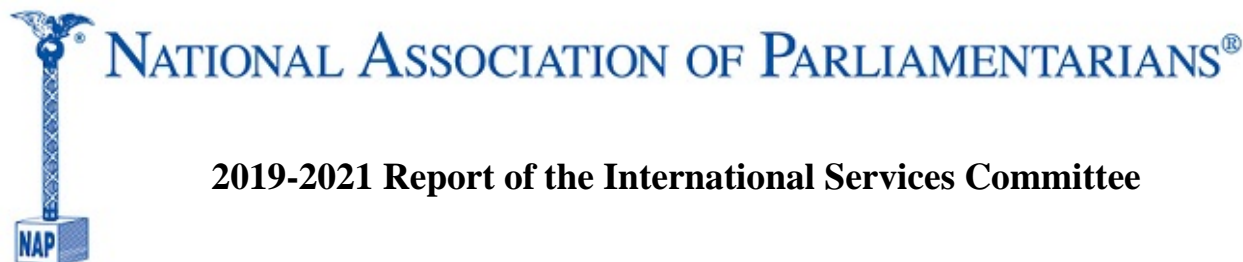 NATIONAL ASSOCIATION OF PARLIAMENTARIANS®
2019-2021 Report of the International Services Committee
NAP